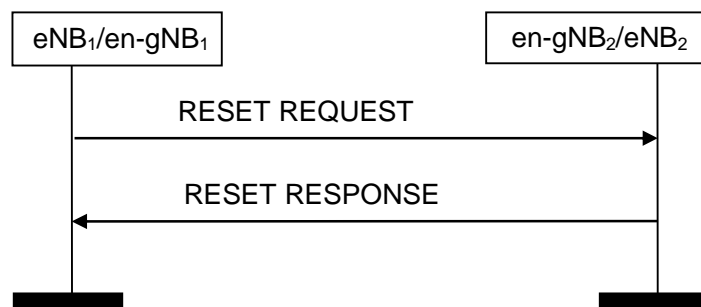 eNB₁/en-gNB₁
en-gNB₂/eNB₂
RESET REQUEST
RESET RESPONSE